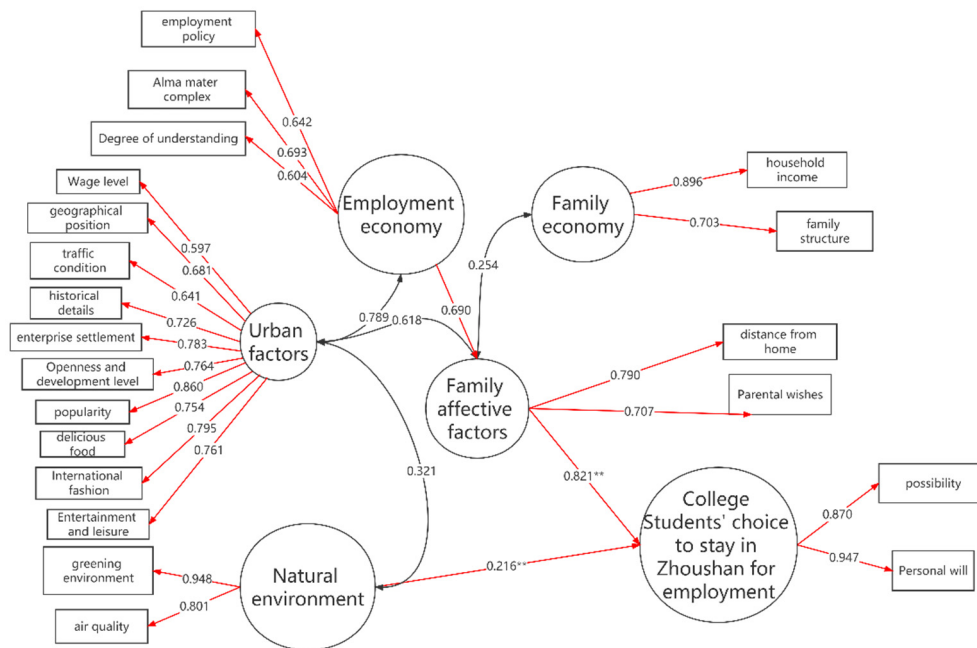 employment
policy
Alma mater
complex
Degree of understanding
0.642
0.693
0.604
Wage level
geographical
position
traffic
condition
historical
details
enterprise settlement
Openness and
development level
popularity
delicious
food
International
fashion
Entertainment
and leisure
0.597
0.681
0.641
0.726
0.783
0.764
0.860
0.754
0.795
0.761
Employment
economy
Family
economy
0.896
household
income
0.703
family
structure
0.254
0.789
0.618
0.690
Urban
factors
Family
affective
factors
0.790
distance from
home
0.707
Parental wishes
0.321
0.821**
College
Students' choice
to stay in
Zhoushan for
employment
0.870
possibility
0.947
Personal will
greening
environment
0.948
air quality
0.801
Natural
environment
0.216**